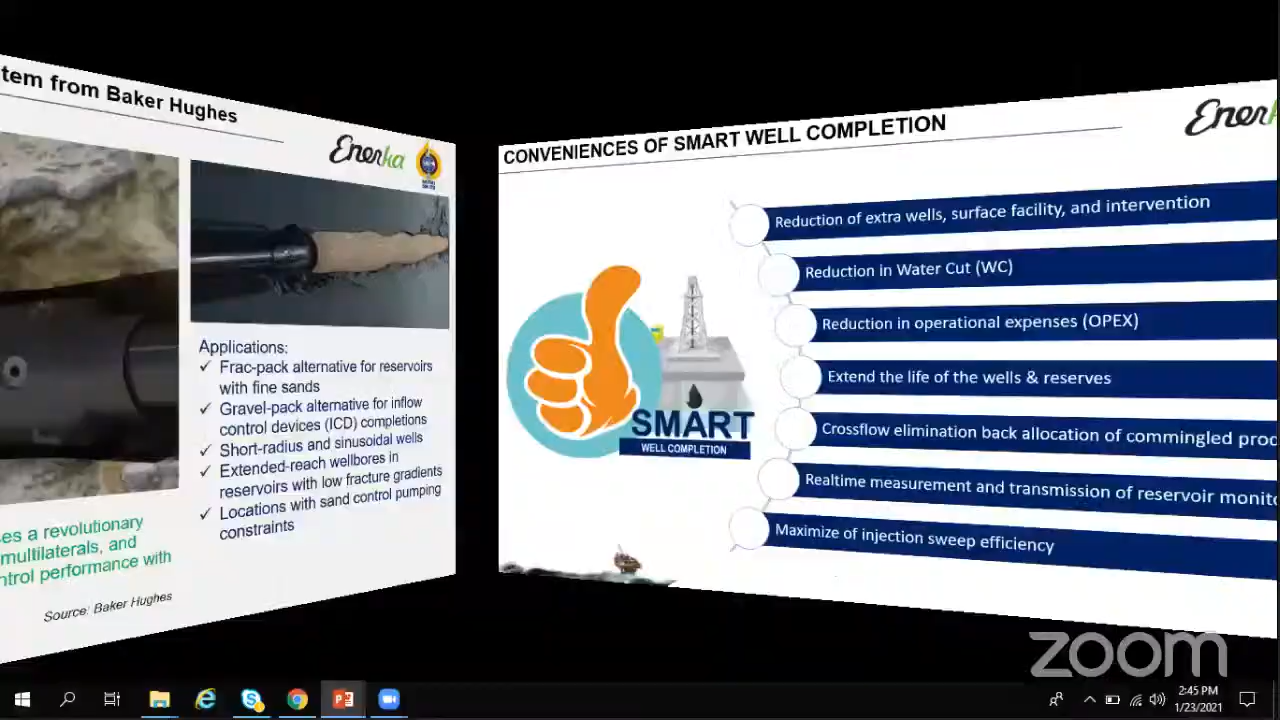 tem from Baker Hughes
Enerka
Applications:
✓ Frac-pack alternative for reservoirs
with fine sands
✓ Gravel-pack alternative for inflow
control devices (ICD) completions
✓ Short-radius and sinusoidal wells
✓ Extended-reach wellbores in
reservoirs with low fracture gradients
✓ Locations with sand control pumping
constraints
es a revolutionary
multilaterals, and
ntrol performance with
Source: Baker Hughes
CONVENIENCES OF SMART WELL COMPLETION
Enerk
SMART
WELL COMPLETION
Reduction of extra wells, surface facility, and intervention
Reduction in Water Cut (WC)
Reduction in operational expenses (OPEX)
Extend the life of the wells & reserves
Crossflow elimination back allocation of commingled prod
Realtime measurement and transmission of reservoir monito
Maximize of injection sweep efficiency
zoom
2:45 PM
1/23/2021